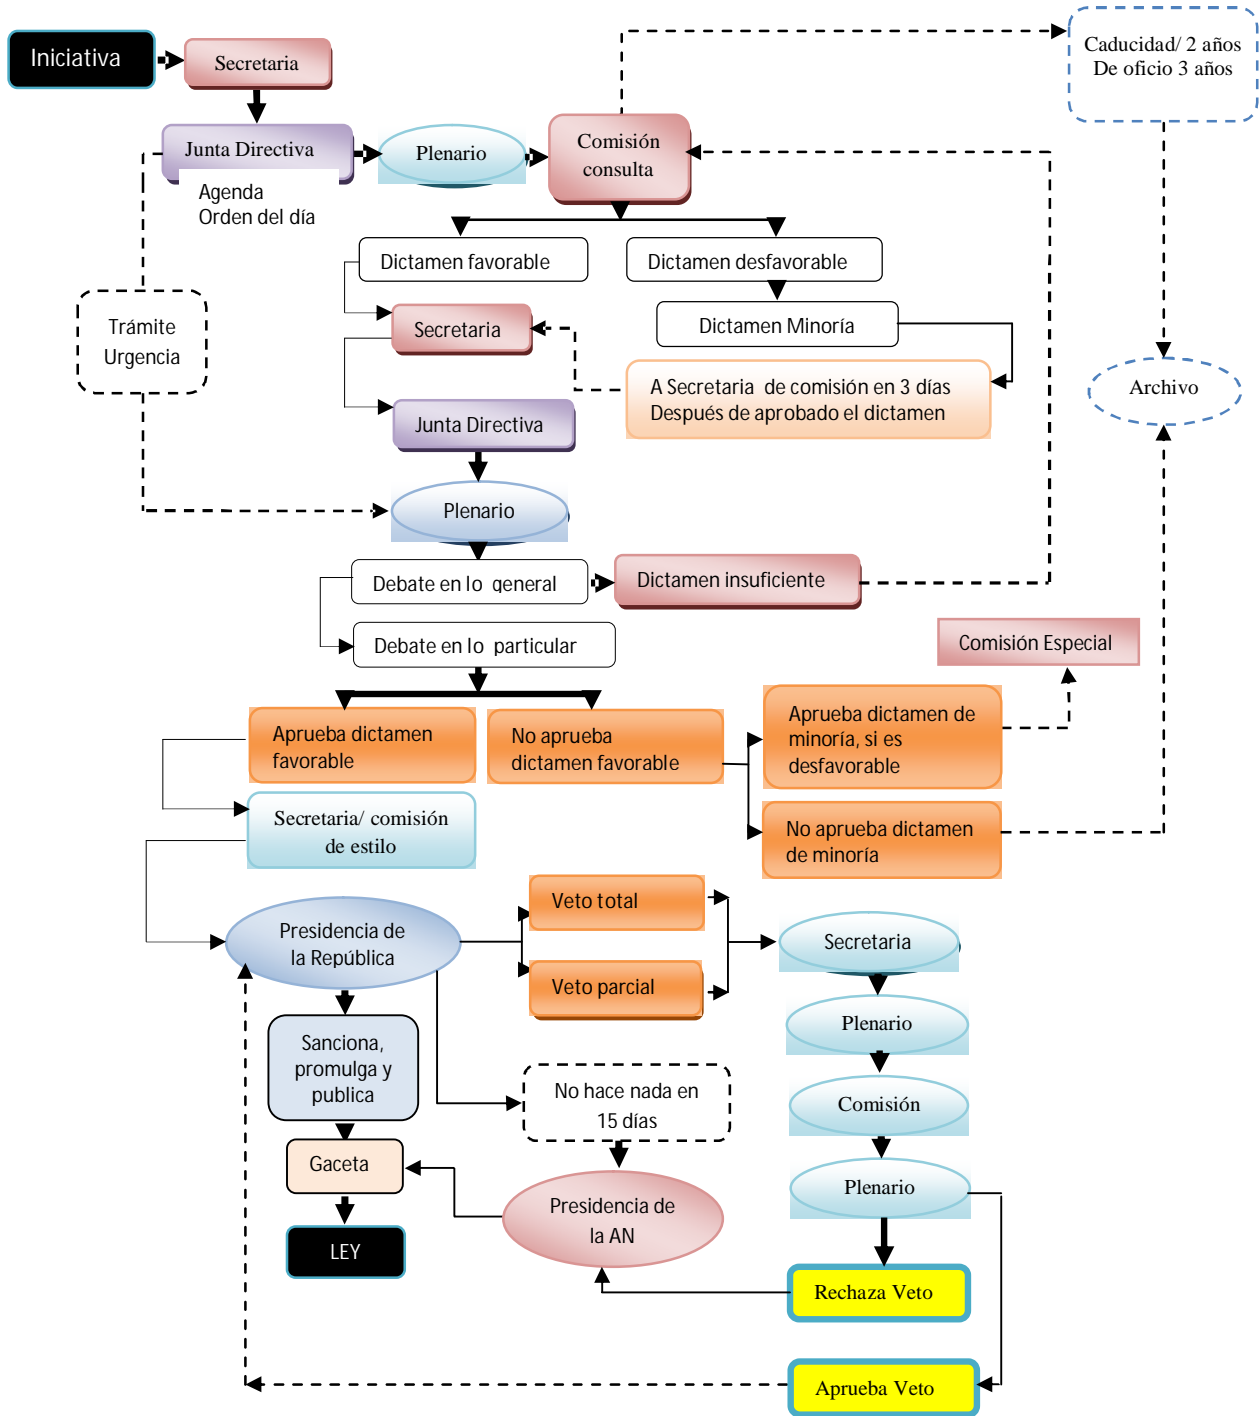 Iniciativa
Secretaria
Caducidad/ 2 años
De oficio 3 años
Junta Directiva
Plenario
Comisión
consulta
Agenda
Orden del día
Dictamen favorable
Dictamen desfavorable
Trámite
Urgencia
Secretaria
Dictamen Minoría
A Secretaria de comisión en 3 días
Después de aprobado el dictamen
Archivo
Junta Directiva
Plenario
Debate en lo general
Dictamen insuficiente
Debate en lo particular
Comisión Especial
Aprueba dictamen
favorable
No aprueba
dictamen favorable
Aprueba dictamen de
minoría, si es
desfavorable
Secretaria/ comisión
de estilo
No aprueba dictamen
de minoría
Veto total
Presidencia de
la República
Secretaria
Veto parcial
Plenario
Sanciona,
promulga y
publica
No hace nada en
15 días
Comisión
Gaceta
Plenario
Presidencia de
la AN
LEY
Rechaza Veto
Aprueba Veto